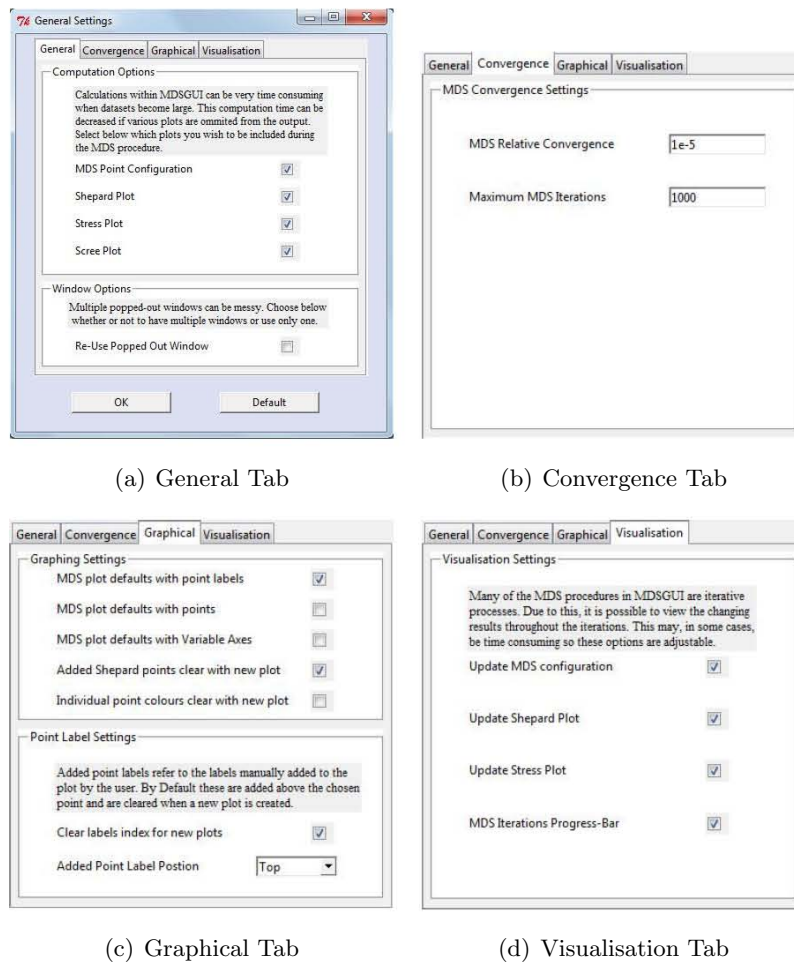 General Settings
General Convergence Graphical Visualisation
Computation Options
Calculations within MDSGUI can be very time consuming
when datasets become large. This computation time can be
decreased if various plots are ommited from the output.
Select below which plots you wish to be included during
the MDS procedure.
MDS Point Configuration
Shepard Plot
Stress Plot
Scree Plot
Window Options
Multiple popped-out windows can be messy. Choose below
whether or not to have multiple windows or use only one.
Re-Use Popped Out Window
OK Default
(a) General Tab
General Convergence Graphical Visualisation
MDS Convergence Settings
MDS Relative Convergence 1e-5
Maximum MDS Iterations 1000
(b) Convergence Tab
General Convergence Graphical Visualisation
Graphing Settings
MDS plot defaults with point labels
MDS plot defaults with points
MDS plot defaults with Variable Axes
Added Shepard points clear with new plot
Individual point colours clear with new plot
Point Label Settings
Added point labels refer to the labels manually added to the
plot by the user. By Default these are added above the chosen
point and are cleared when a new plot is created.
Clear labels index for new plots
Added Point Label Postion Top
(c) Graphical Tab
General Convergence Graphical Visualisation
Visualisation Settings
Many of the MDS procedures in MDSGUI are iterative
processes. Due to this, it is possible to view the changing
results throughout the iterations. This may, in some cases,
be time consuming so these options are adjustable.
Update MDS configuration
Update Shepard Plot
Update Stress Plot
MDS Iterations Progress-Bar
(d) Visualisation Tab